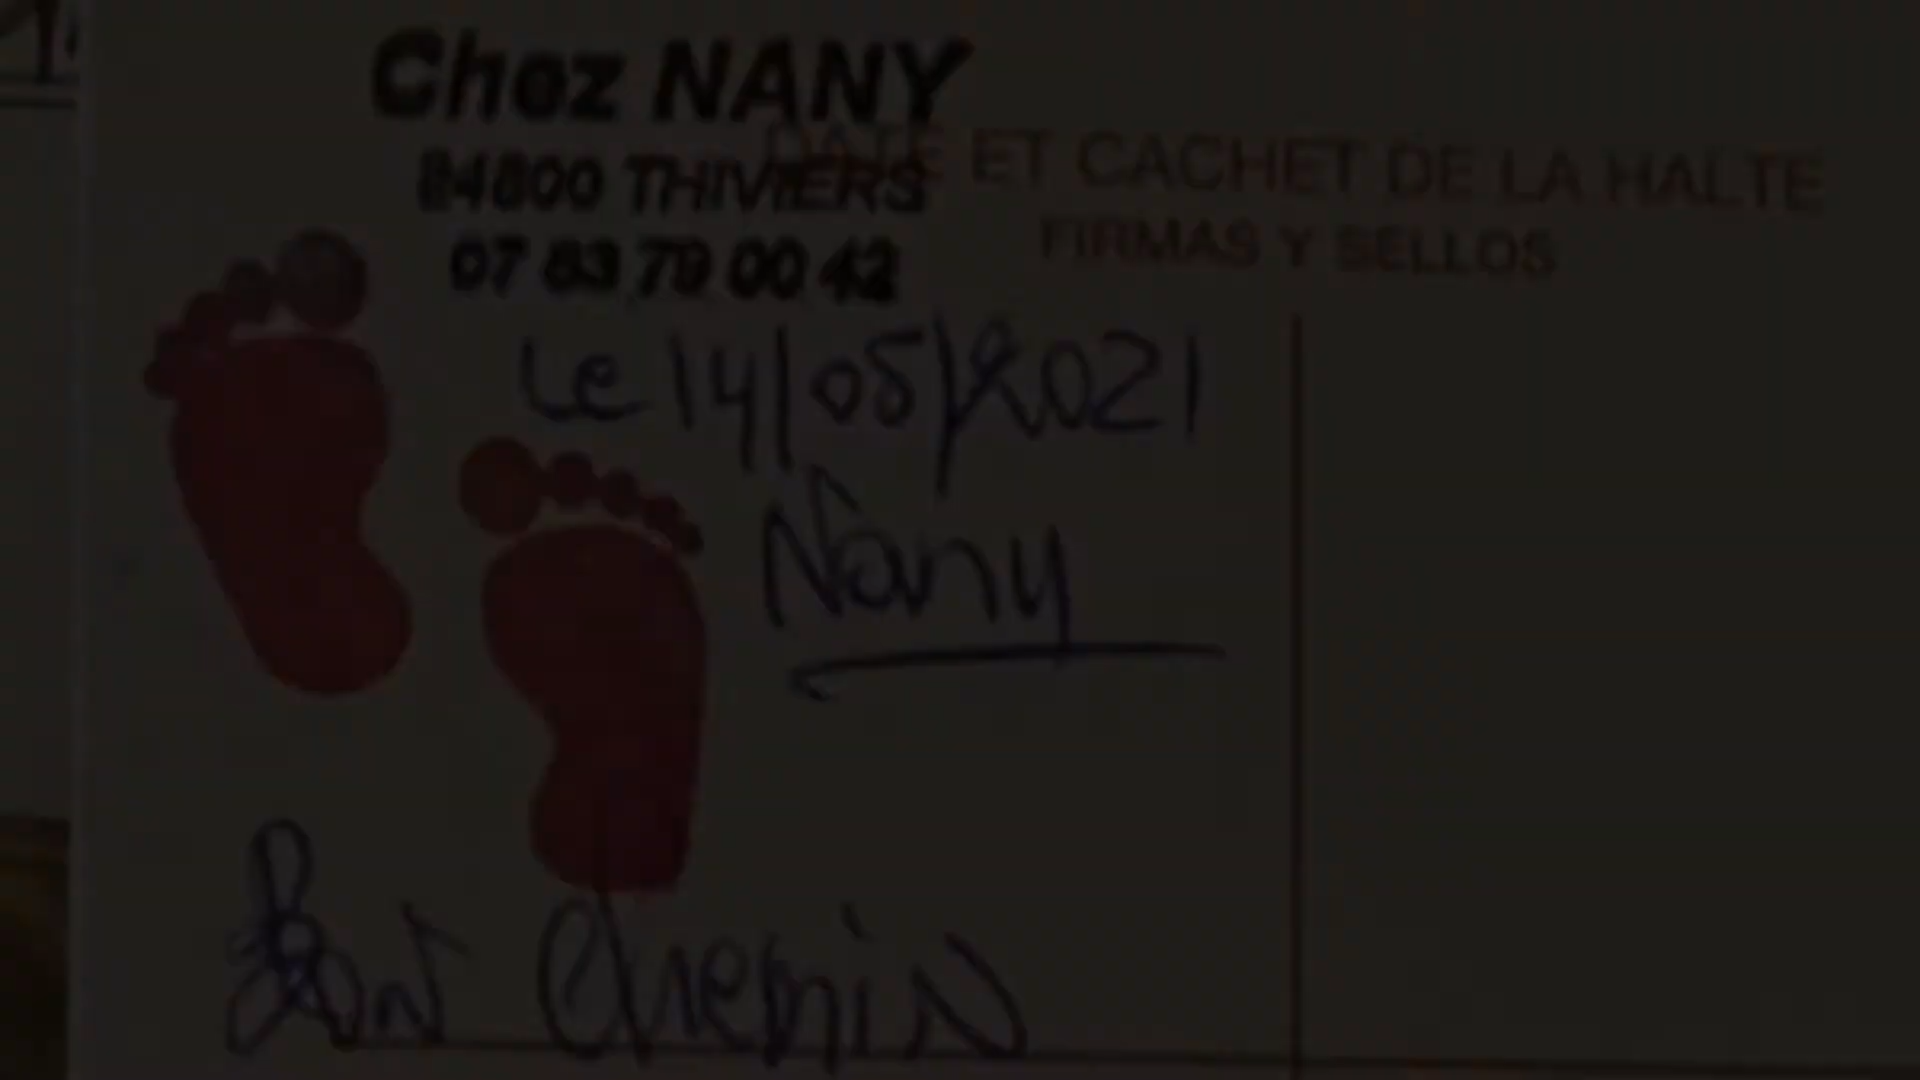 Chez NANY
84800 THIVIERS
07 83 79 00 42
DATE ET CACHET DE LA HALTE
FIRMAS Y SELLOS
Le 14/05/2021
Nany
Bon Chemin